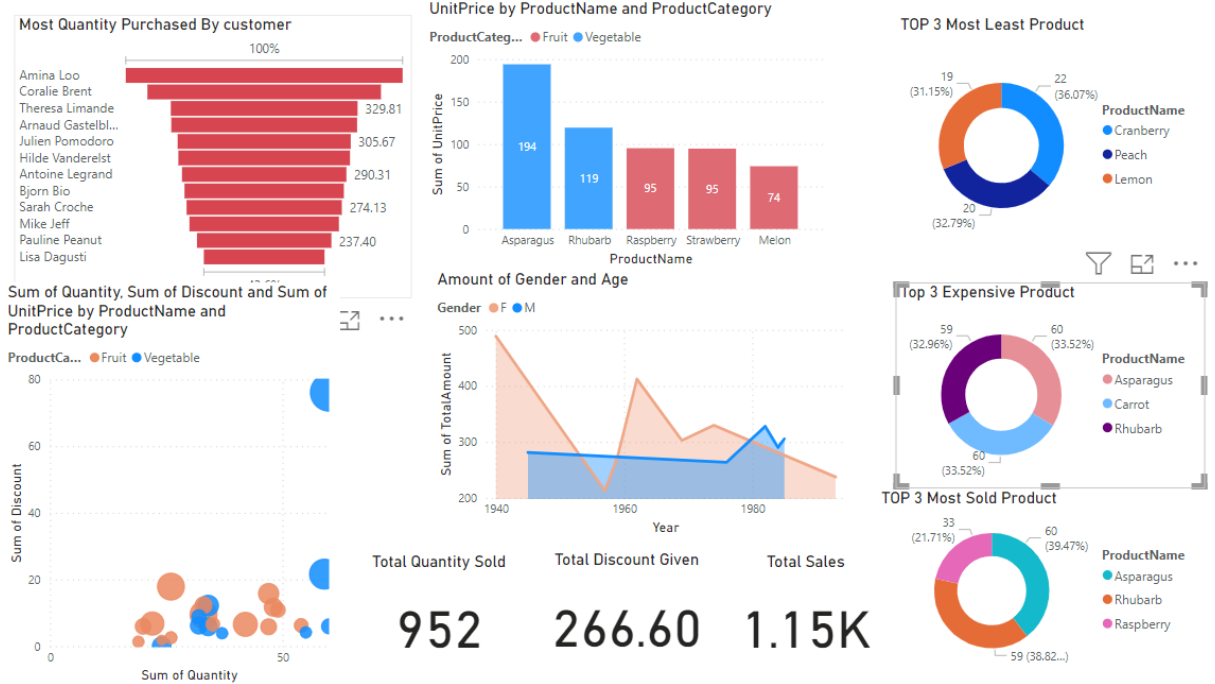 Most Quantity Purchased By customer
100%
Amina Loo
Coralie Brent
Theresa Limande
329.81
Arnaud Gastelbl...
Julien Pomodoro
305.67
Hilde Vanderelst
Antoine Legrand
290.31
Bjorn Bio
Sarah Croche
274.13
Mike Jeff
Pauline Peanut
237.40
Lisa Dagusti
UnitPrice by ProductName and ProductCategory
ProductCateg... Fruit Vegetable
200
150
100
50
0
Sum of UnitPrice
194
119
95
95
74
Asparagus Rhubarb Raspberry Strawberry Melon
ProductName
TOP 3 Most Least Product
19
(31.15%)
22
(36.07%)
20
(32.79%)
ProductName
Cranberry
Peach
Lemon
Sum of Quantity, Sum of Discount and Sum of
UnitPrice by ProductName and
ProductCategory
ProductCa... Fruit Vegetable
80
60
40
20
0
Sum of Discount
0 50
Sum of Quantity
Amount of Gender and Age
Gender F M
500
400
300
200
Sum of TotalAmount
1940 1960 1980
Year
Top 3 Expensive Product
59
(32.96%)
60
(33.52%)
60
(33.52%)
ProductName
Asparagus
Carrot
Rhubarb
TOP 3 Most Sold Product
33
(21.71%)
60
(39.47%)
59 (38.82...)
ProductName
Asparagus
Rhubarb
Raspberry
Total Quantity Sold
952
Total Discount Given
266.60
Total Sales
1.15K